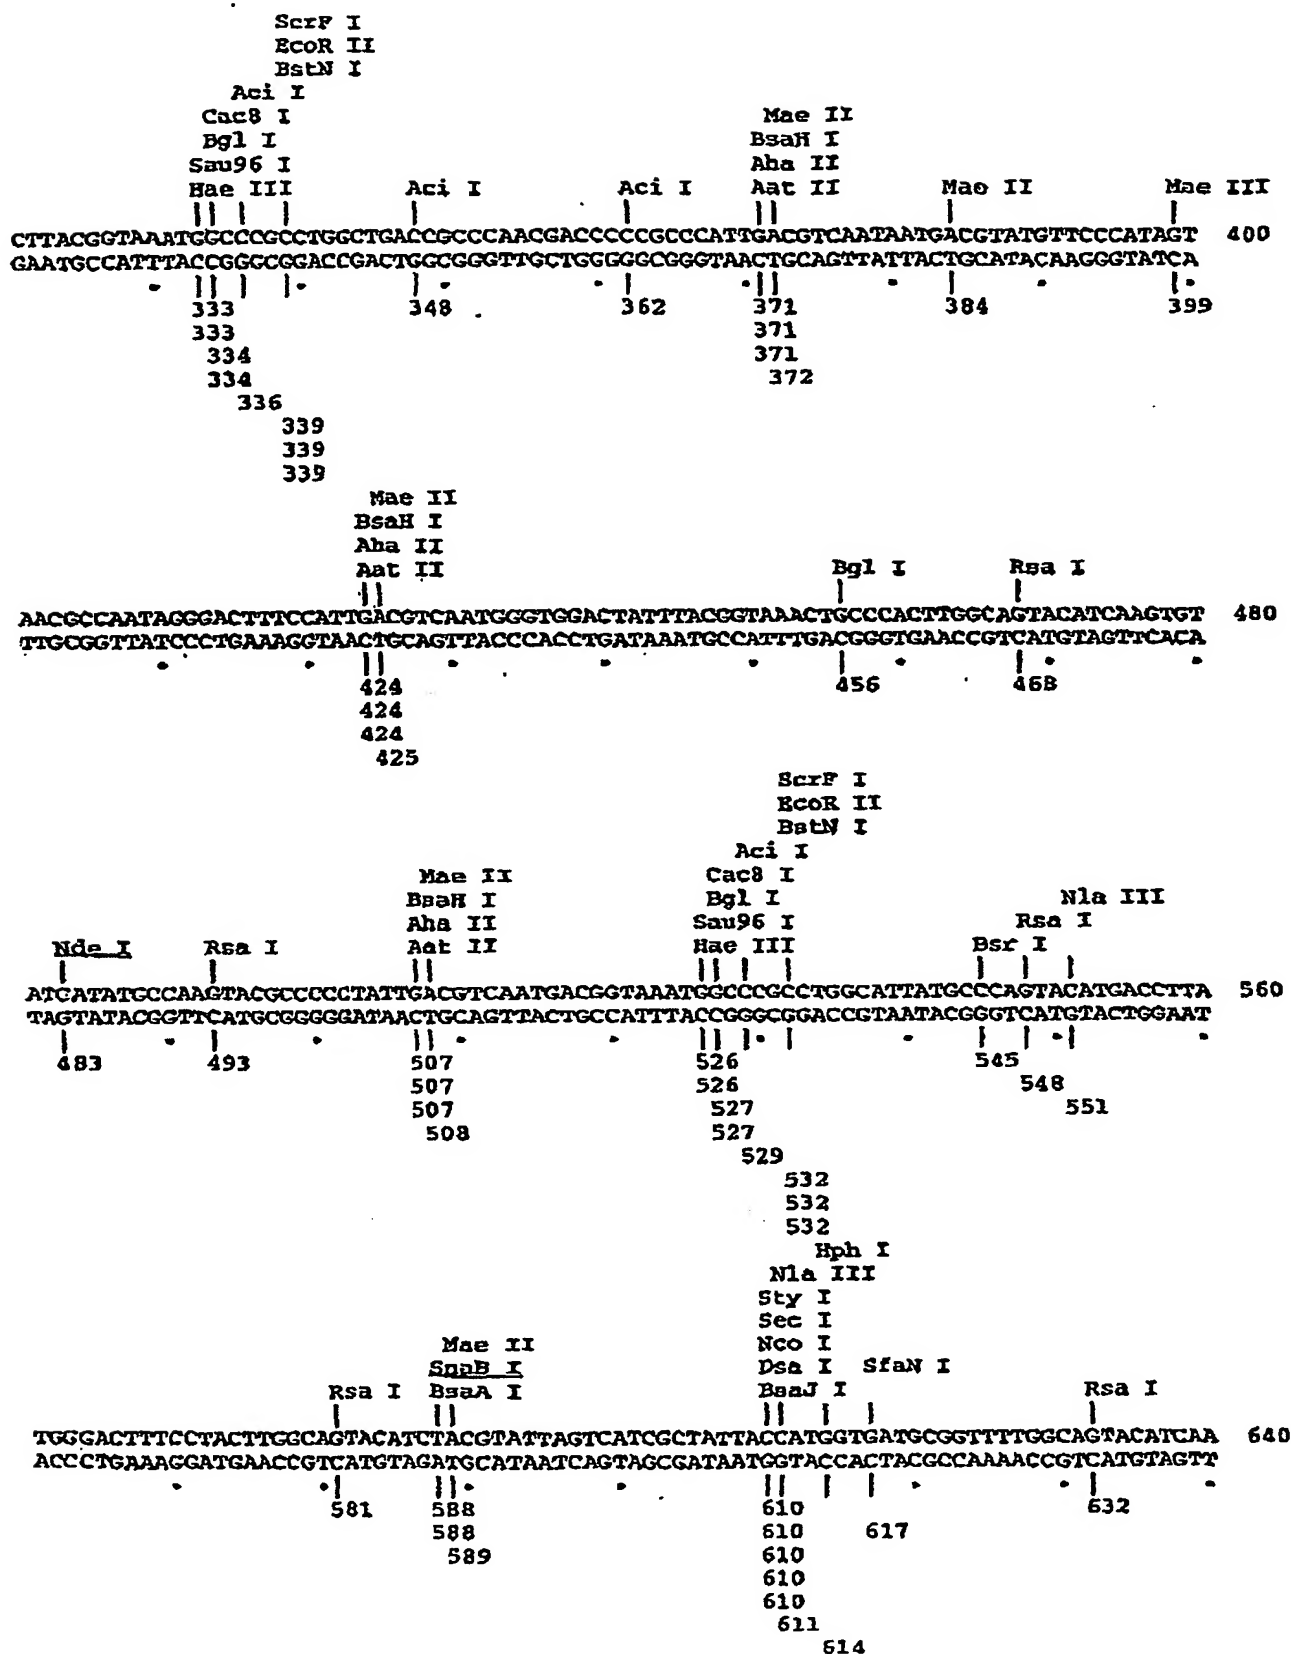 ScrF I
EcoR II
BstN I
Aci I
Cac8 I Mae II
Bgl I BsaH I
Sau96 I Aha II
Hae III Aci I Aci I Aat II Mae II Mae III
CTTACGGTAAATGGCCCGCCTGGCTGACCGCCCAACGACCCCCGCCCATTGACGTCAATAATGACGTATGTTCCCATAGT 400
GAATGCCATTTACCGGGCGGACCGACTGGCGGGTTGCTGGGGGCGGGTAACTGCAGTTATTACTGCATACAAGGGTATCA
333 348 362 371 384 399
333 371
334 371
334 372
336
339
339
339
Mae II
BsaH I
Aha II
Aat II Bgl I Rsa I
AACGCCAATAGGGACTTTCCATTGACGTCAATGGGTGGACTATTTACGGTAAACTGCCCACTTGGCAGTACATCAAGTGT 480
TTGCGGTTATCCCTGAAAGGTAACTGCAGTTACCCACCTGATAAATGCCATTTGACGGGTGAACCGTCATGTAGTTCACA
424 456 468
424
424
425
ScrF I
EcoR II
BstN I
Aci I
Mae II Cac8 I
BsaH I Bgl I Nla III
Aha II Sau96 I Rsa I
Nde I Rsa I Aat II Hae III Bsr I
ATCATATGCCAAGTACGCCCCCTATTGACGTCAATGACGGTAAATGGCCCGCCTGGCATTATGCCCAGTACATGACCTTA 560
TAGTATACGGTTCATGCGGGGGATAACTGCAGTTACTGCCATTTACCGGGCGGACCGTAATACGGGTCATGTACTGGAAT
483 493 507 526 545
507 526 548
507 527 551
508 527
529
532
532
532
Hph I
Nla III
Sty I
Sec I
Mae II Nco I
SnaB I Dsa I SfaN I
Rsa I BsaA I BsaJ I Rsa I
TGGGACTTTCCTACTTGGCAGTACATCTACGTATTAGTCATCGCTATTACCATGGTGATGCGGTTTTGGCAGTACATCAA 640
ACCCTGAAAGGATGAACCGTCATGTAGATGCATAATCAGTAGCGATAATGGTACCACTACGCCAAAACCGTCATGTAGTT
581 588 610 632
588 610 617
589 610
610
610
611
614